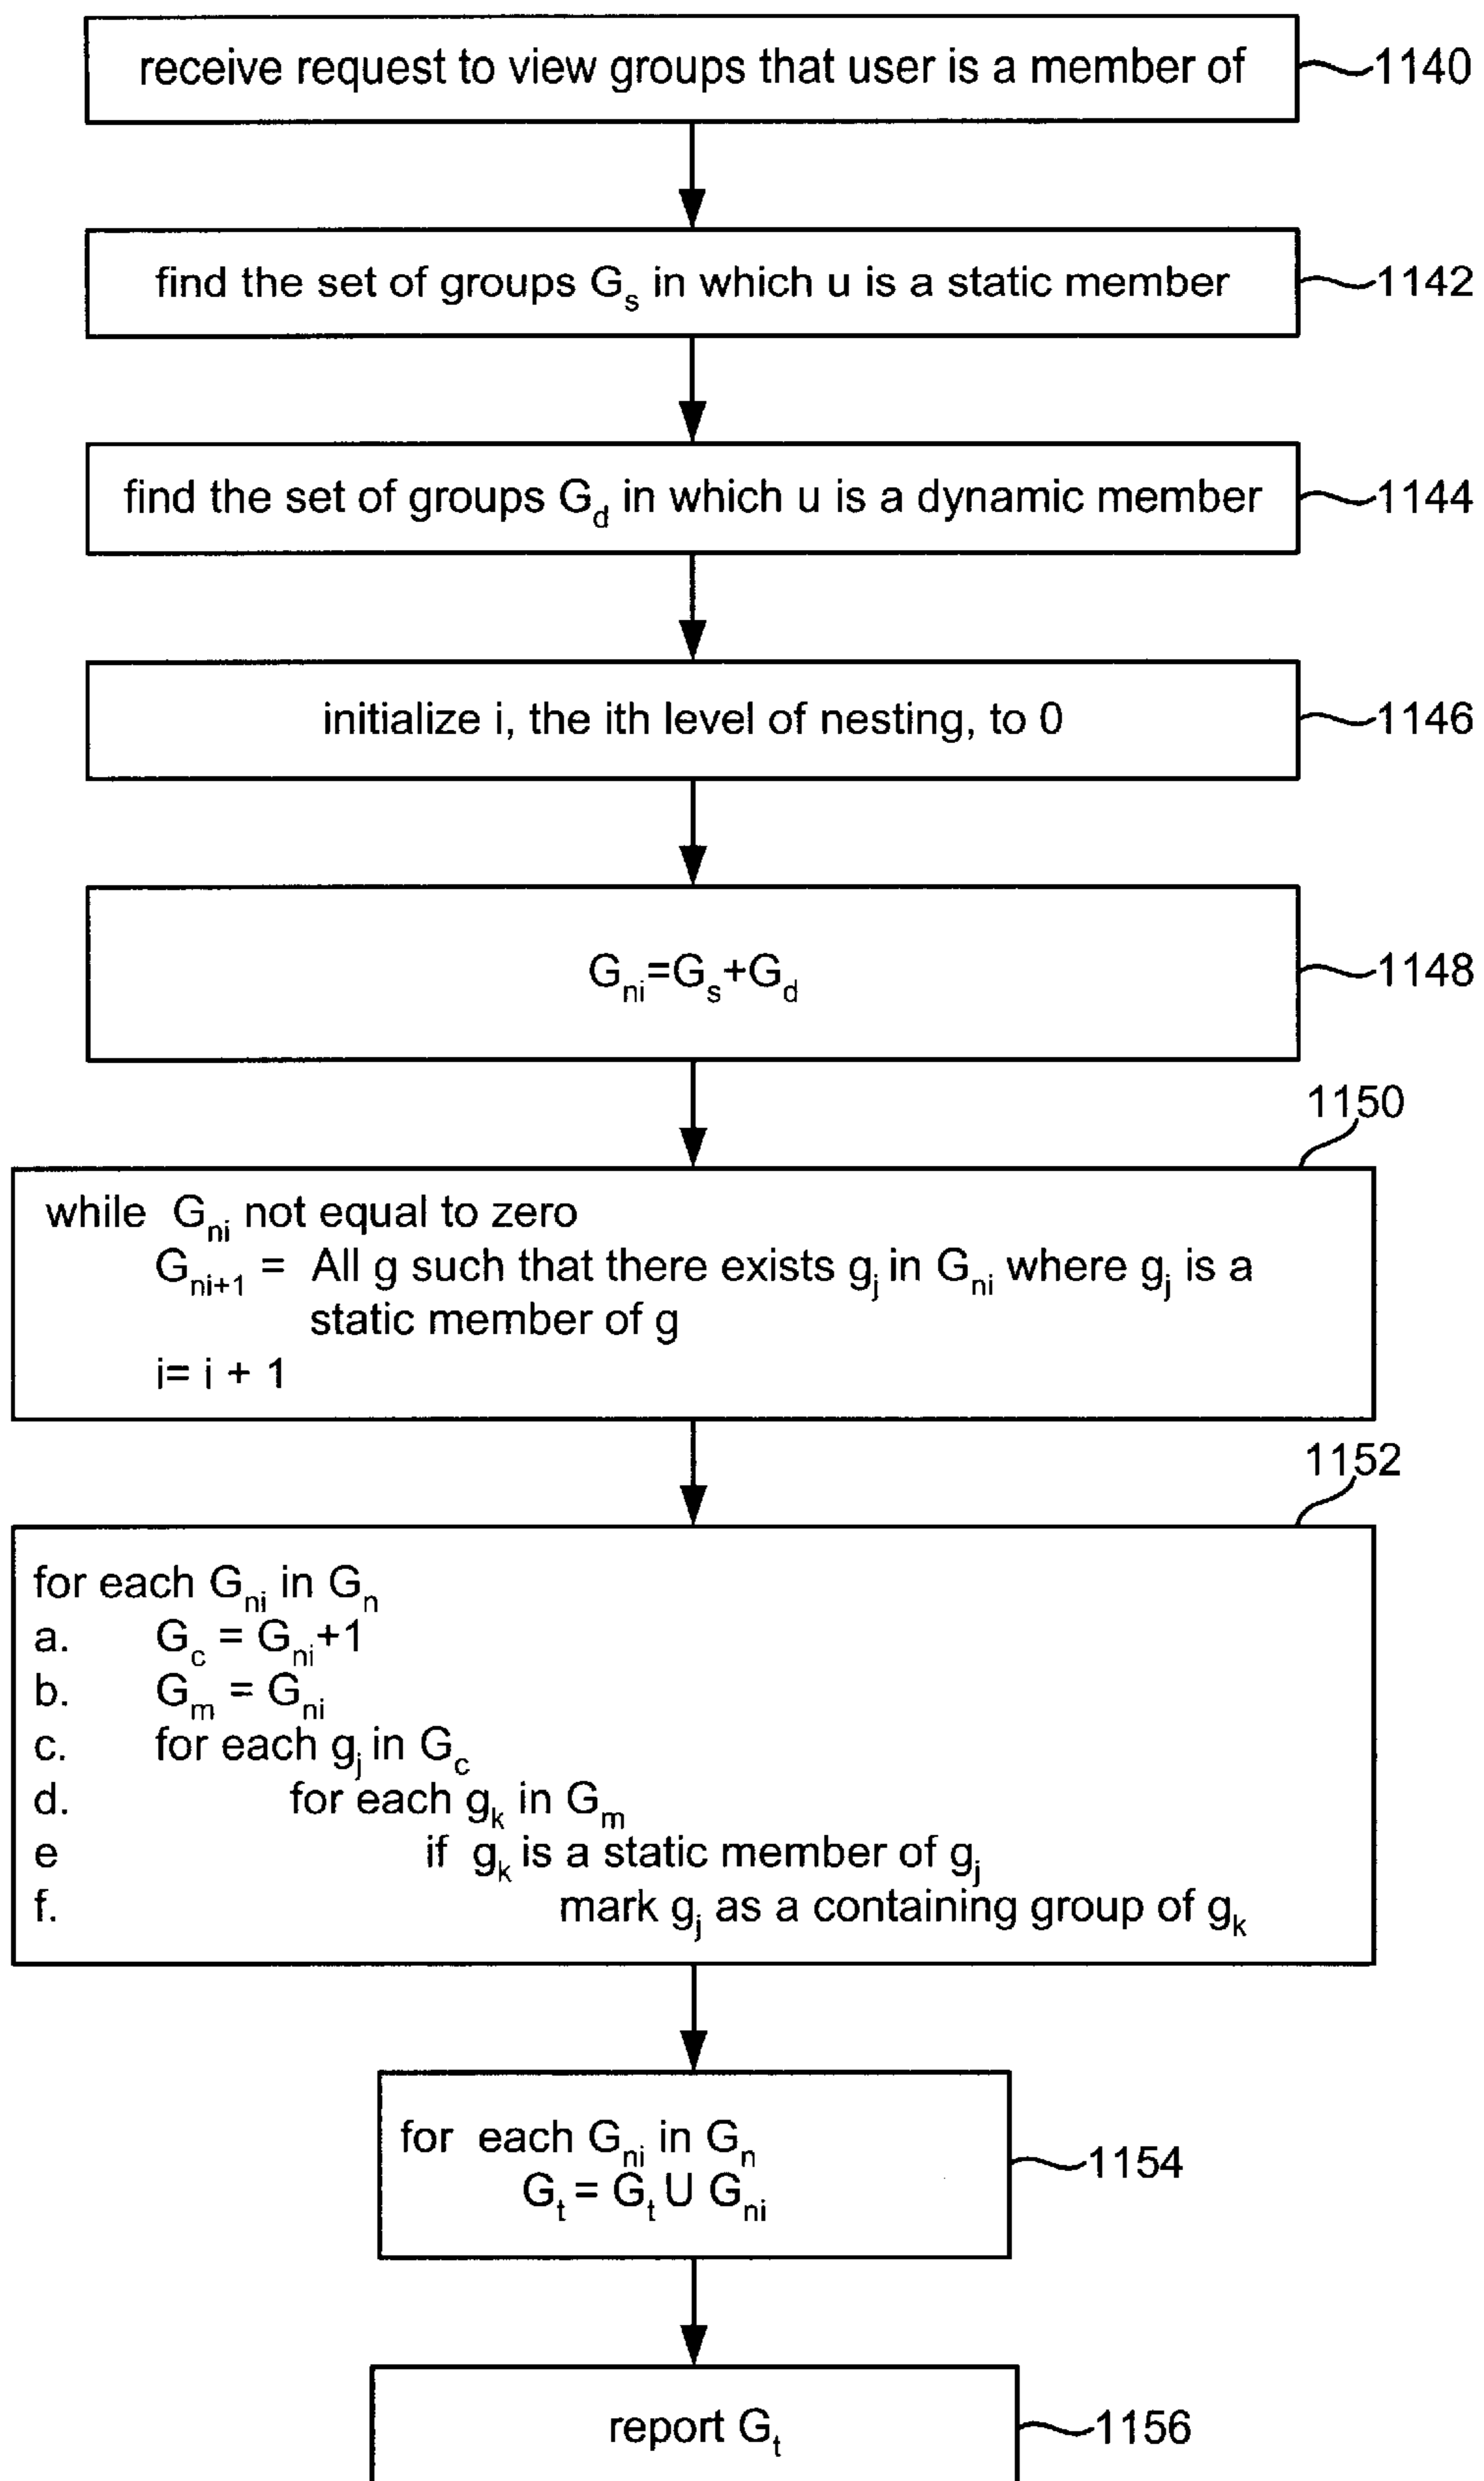 receive request to view groups that user is a member of
1140
find the set of groups Gs in which u is a static member
1142
find the set of groups Gd in which u is a dynamic member
1144
initialize i, the ith level of nesting, to 0
1146
Gni=Gs+Gd
1148
1150
while Gni not equal to zero
Gni+1 = All g such that there exists gj in Gni where gj is a
static member of g
i= i + 1
1152
for each Gni in Gn
a. Gc = Gni+1
b. Gm = Gni
c. for each gj in Gc
d. for each gk in Gm
e if gk is a static member of gj
f. mark gj as a containing group of gk
for each Gni in Gn
Gt = Gt U Gni
1154
report Gt
1156